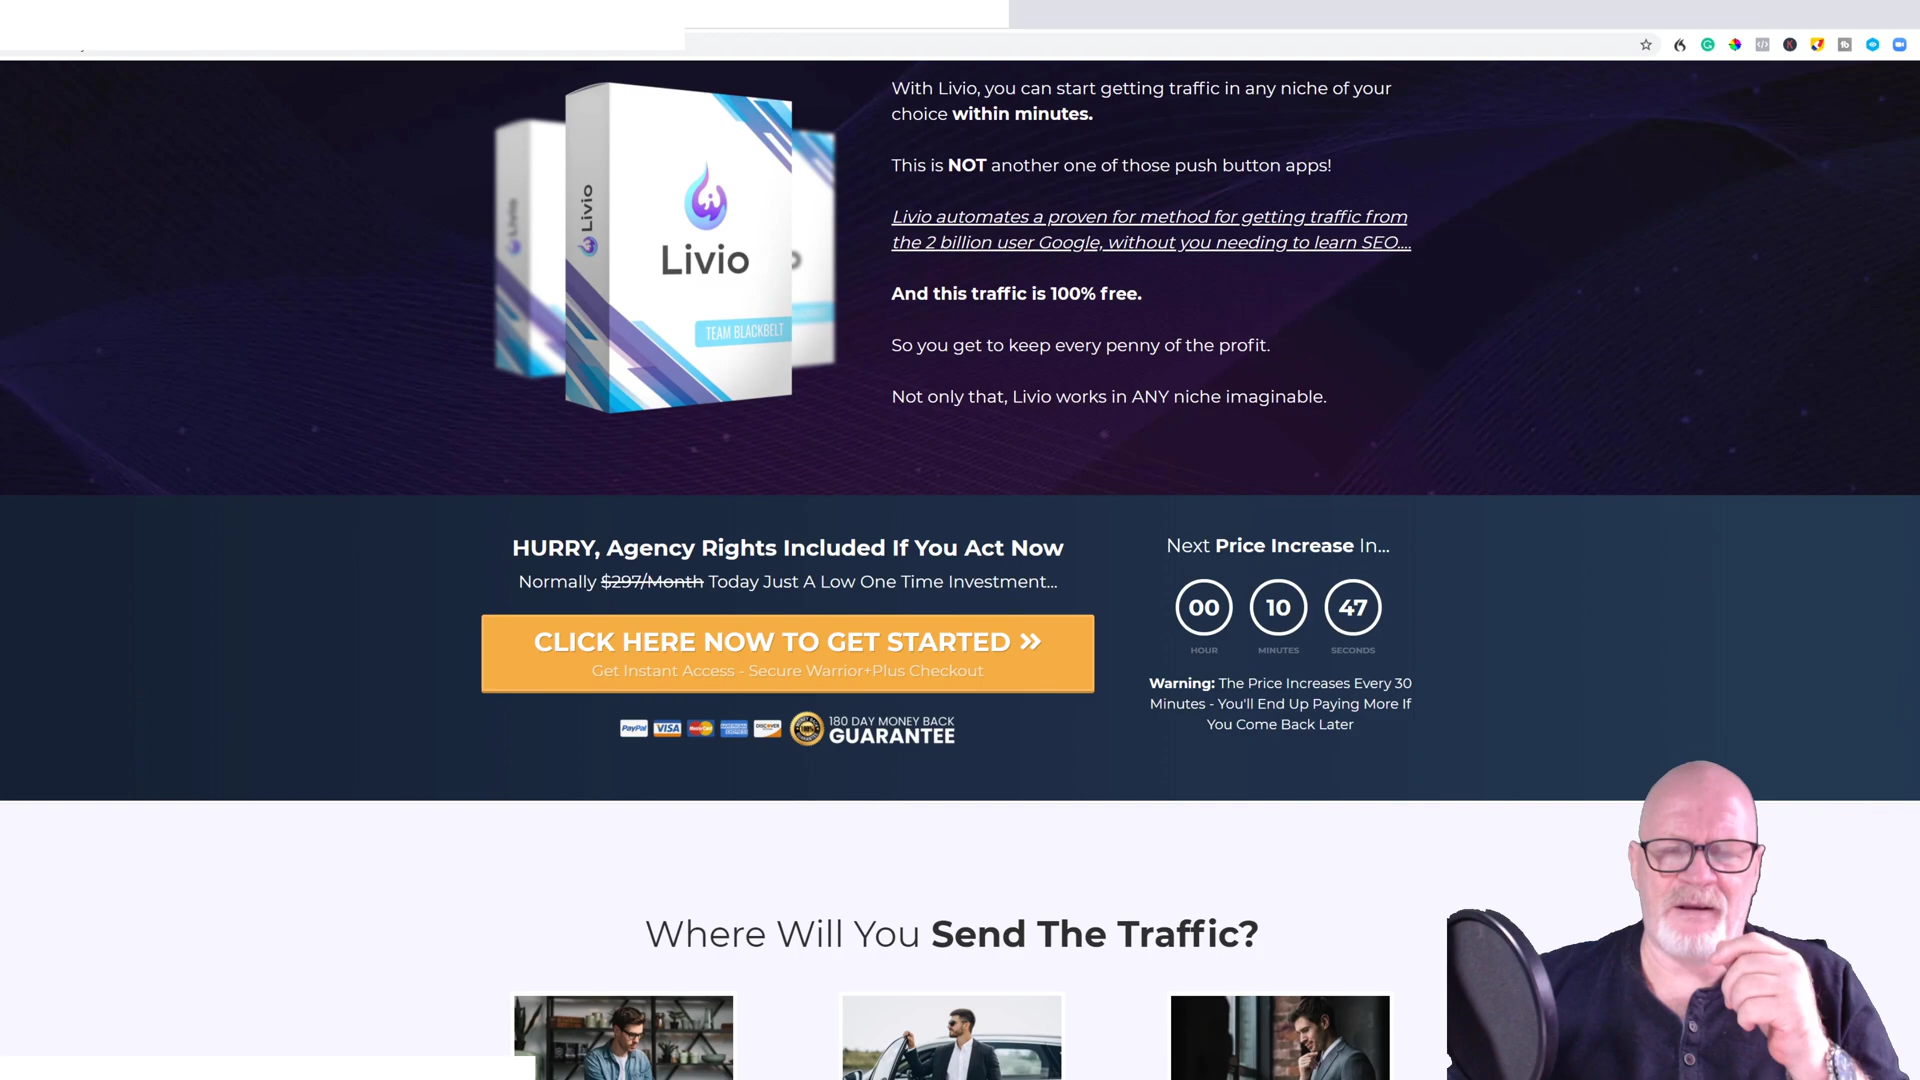 With Livio, you can start getting traffic in any niche of your
choice within minutes.
This is NOT another one of those push button apps!
Livio automates a proven for method for getting traffic from
the 2 billion user Google, without you needing to learn SEO....
And this traffic is 100% free.
So you get to keep every penny of the profit.
Not only that, Livio works in ANY niche imaginable.
Livio
Livio
Livio
TEAM BLACKBELT
HURRY, Agency Rights Included If You Act Now
Normally $297/Month Today Just A Low One Time Investment...
CLICK HERE NOW TO GET STARTED »
Get Instant Access - Secure Warrior+Plus Checkout
PayPal VISA MasterCard DISCOVER
100%
180 DAY MONEY BACK
GUARANTEE
Next Price Increase In...
00 10 47
HOUR MINUTES SECONDS
Warning: The Price Increases Every 30
Minutes - You'll End Up Paying More If
You Come Back Later
Where Will You Send The Traffic?